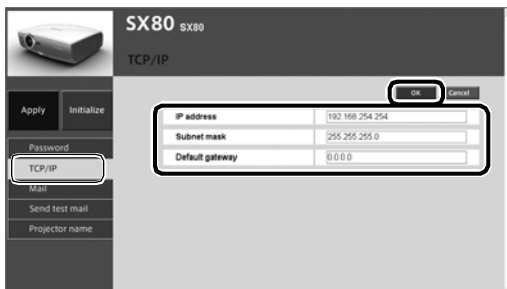 SX80 SX80
TCP/IP
OK Cancel
Apply Initialize
IP address 192.168.254.254
Subnet mask 255.255.255.0
Default gateway 0.0.0.0
Password
TCP/IP
Mail
Send test mail
Projector name